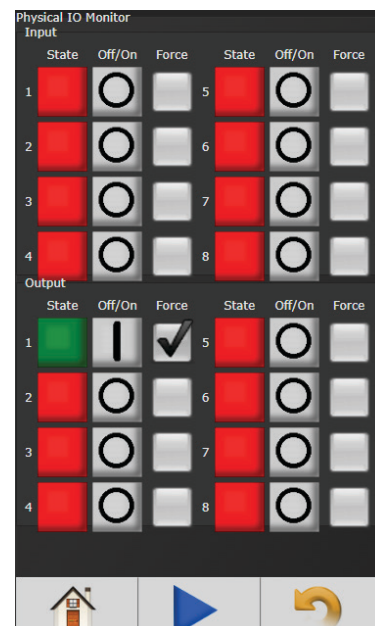 Physical IO Monitor
Input
State Off/On Force State Off/On Force
1 5
2 6
3 7
4 8
Output
State Off/On Force State Off/On Force
1 5
2 6
3 7
4 8